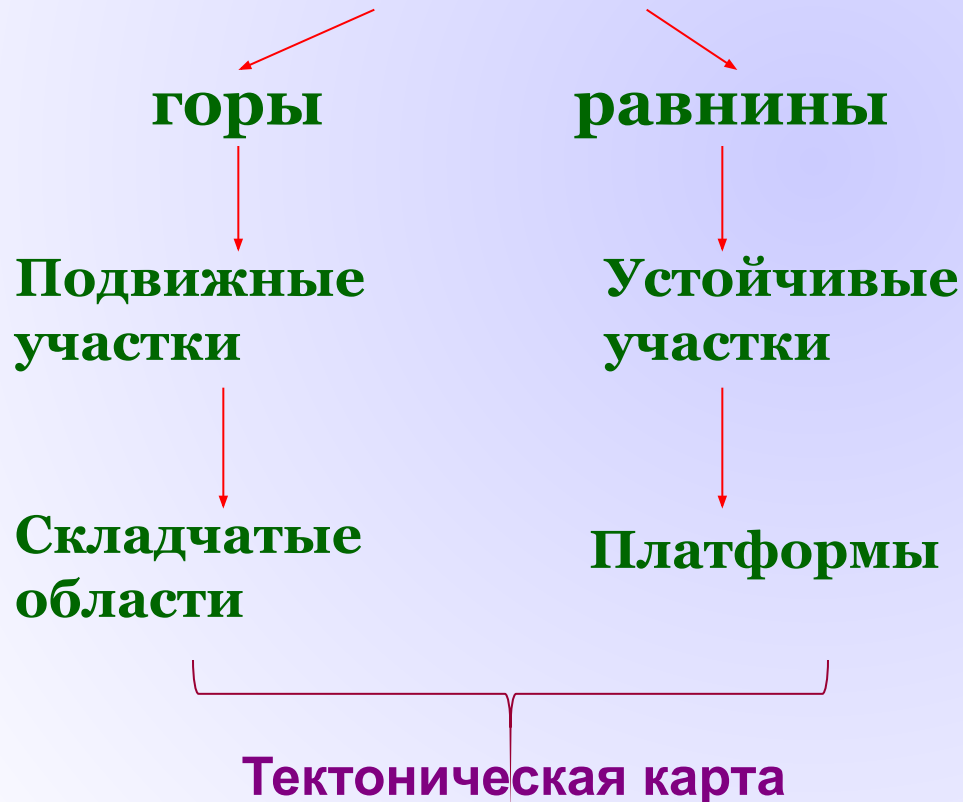 горы
равнины
Подвижные
участки
Устойчивые
участки
Складчатые
области
Платформы
Тектоническая карта